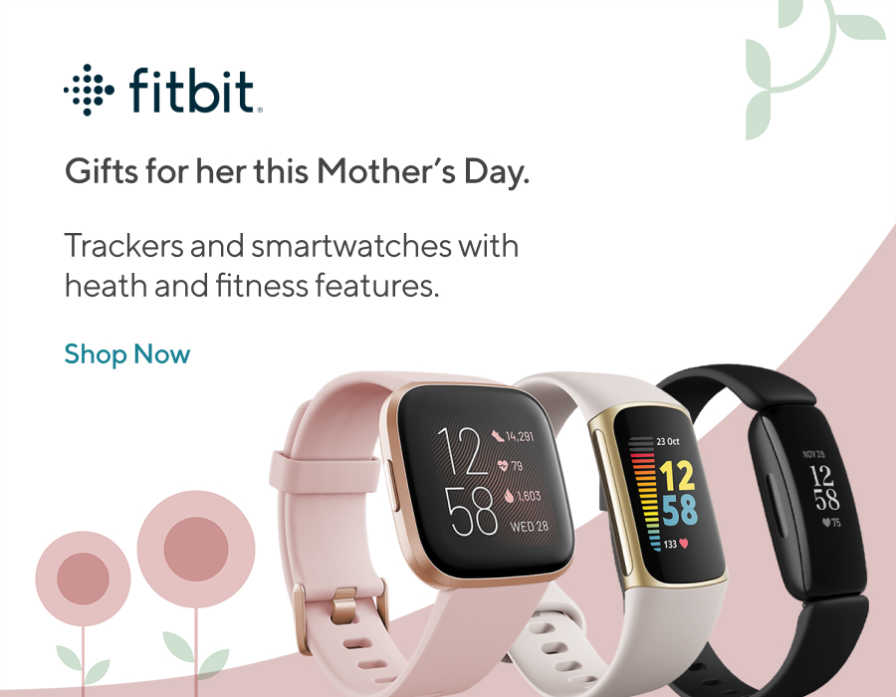 fitbit®
Gifts for her this Mother's Day.
Trackers and smartwatches with
heath and fitness features.
Shop Now
12
58
14,291
79
1,603
WED 28
23 Oct
12
58
133
NOV 28
12
58
75